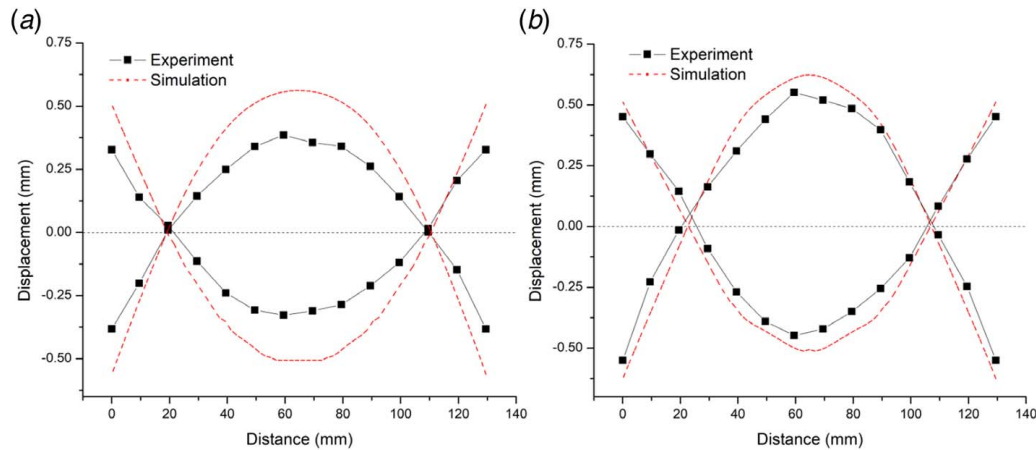 (a)
Experiment
Simulation
0.75
0.50
0.25
0.00
-0.25
-0.50
Displacement (mm)
0 20 40 60 80 100 120 140
Distance (mm)
(b)
Experiment
Simulation
0.75
0.50
0.25
0.00
-0.25
-0.50
Displacement (mm)
0 20 40 60 80 100 120 140
Distance (mm)